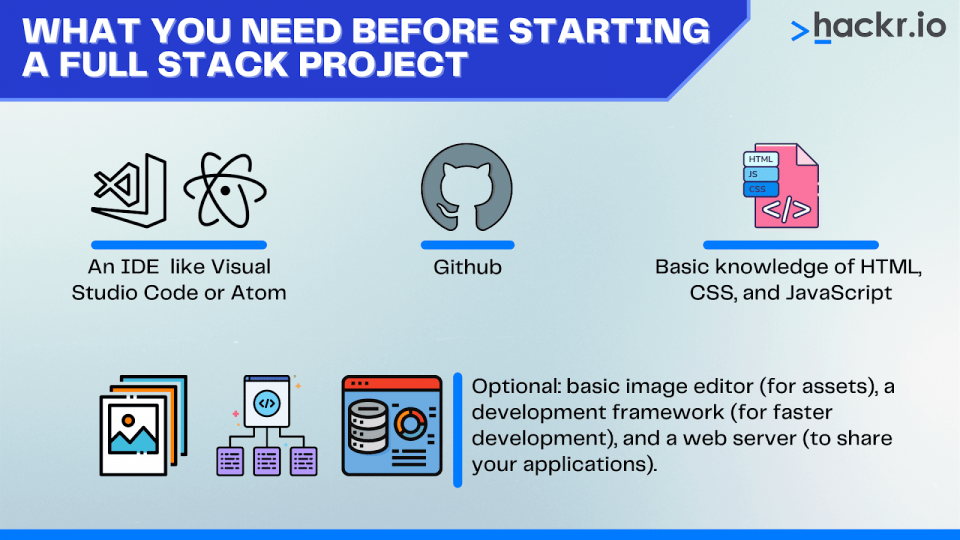 WHAT YOU NEED BEFORE STARTING
A FULL STACK PROJECT
>hackr.io
HTML
JS
CSS
</>
An IDE like Visual
Studio Code or Atom
Github
Basic knowledge of HTML,
CSS, and JavaScript
</>
Optional: basic image editor (for assets), a
development framework (for faster
development), and a web server (to share
your applications).